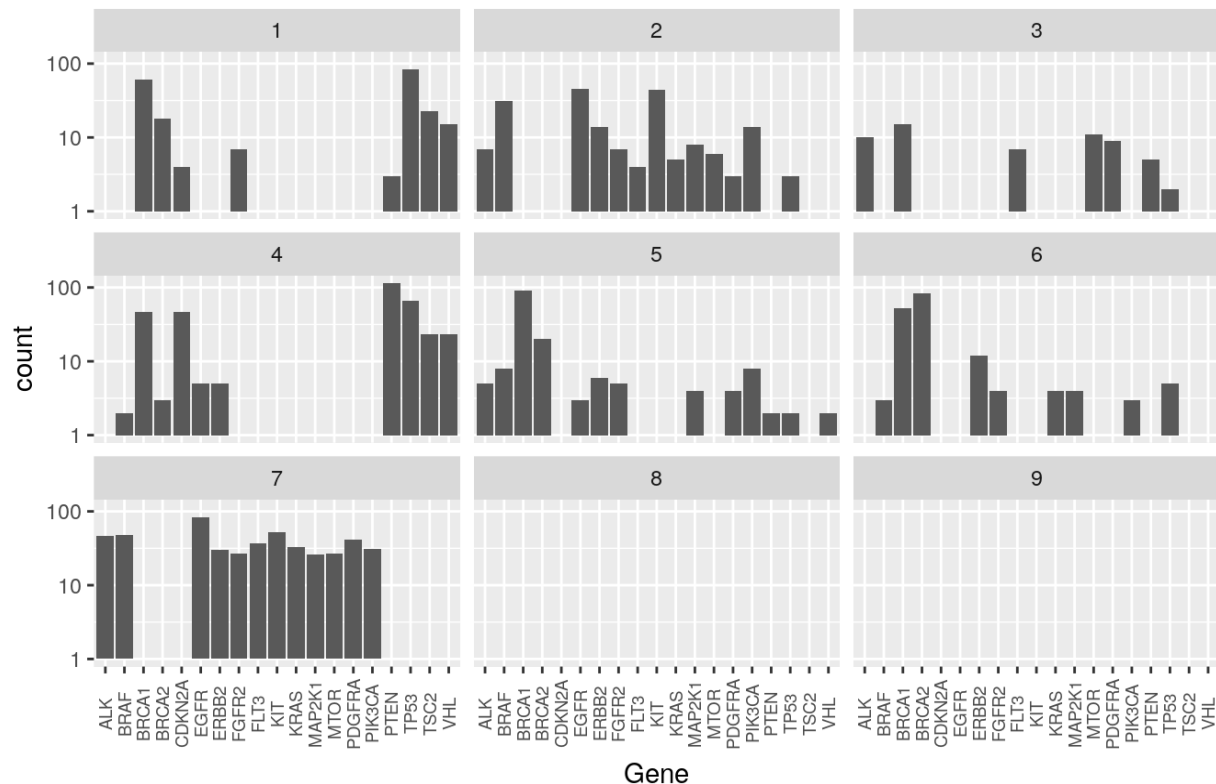 1 2 3
100
10
1
4 5 6
100
10
1
7 8 9
100
10
1
count
ALK BRAF BRCA1 BRCA2 CDKN2A EGFR ERBB2 FGFR2 FLT3 KIT KRAS MAP2K1 MTOR PDGFRA PIK3CA PTEN TP53 TSC2 VHL
ALK BRAF BRCA1 BRCA2 CDKN2A EGFR ERBB2 FGFR2 FLT3 KIT KRAS MAP2K1 MTOR PDGFRA PIK3CA PTEN TP53 TSC2 VHL
ALK BRAF BRCA1 BRCA2 CDKN2A EGFR ERBB2 FGFR2 FLT3 KIT KRAS MAP2K1 MTOR PDGFRA PIK3CA PTEN TP53 TSC2 VHL
Gene